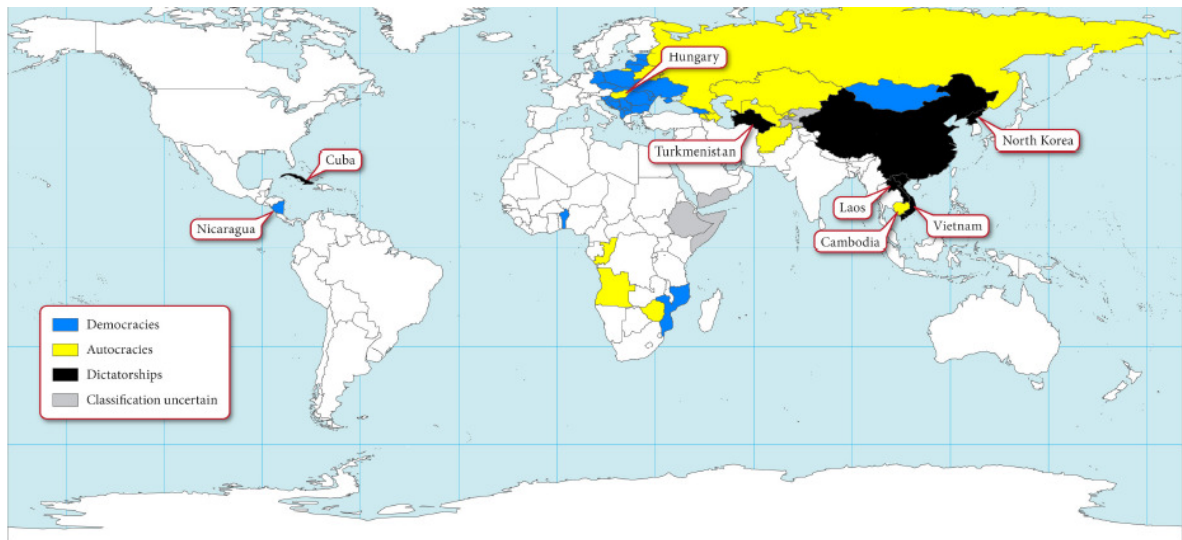 Hungary
North Korea
Turkmenistan
Cuba
Laos
Vietnam
Nicaragua
Cambodia
Democracies
Autocracies
Dictatorships
Classification uncertain